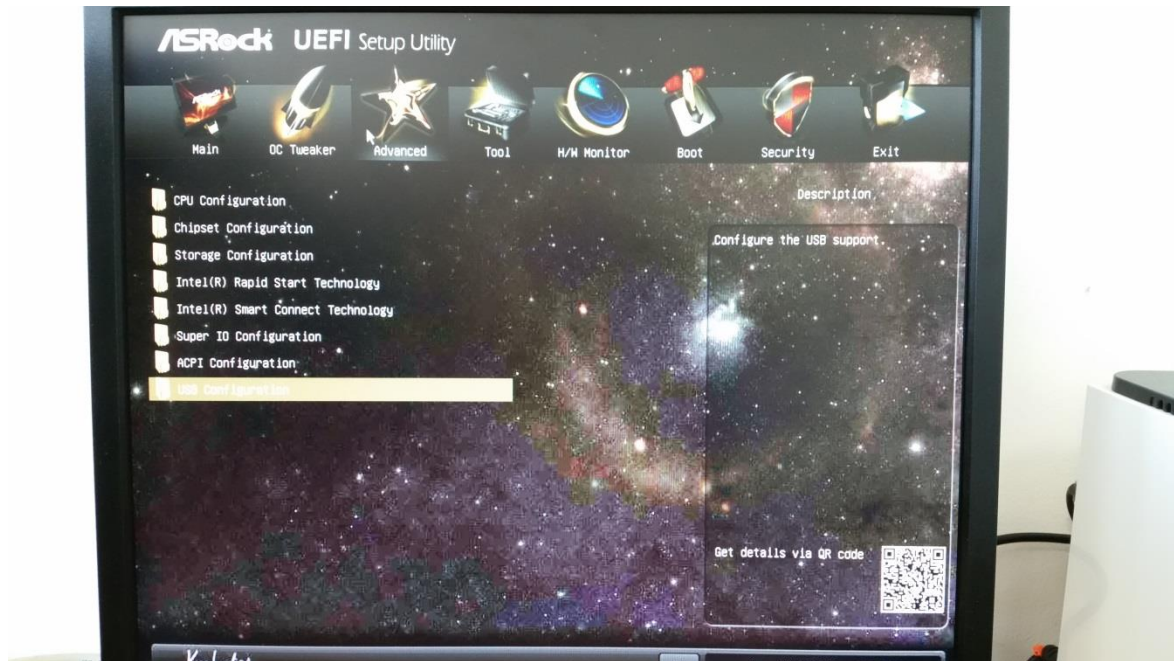 ASRock UEFI Setup Utility
Main OC Tweaker Advanced Tool H/W Monitor Boot Security Exit
CPU Configuration
Chipset Configuration
Storage Configuration
Intel(R) Rapid Start Technology
Intel(R) Smart Connect Technology
Super IO Configuration
ACPI Configuration
USB Configuration
Description
Configure the USB support.
Get details via QR code